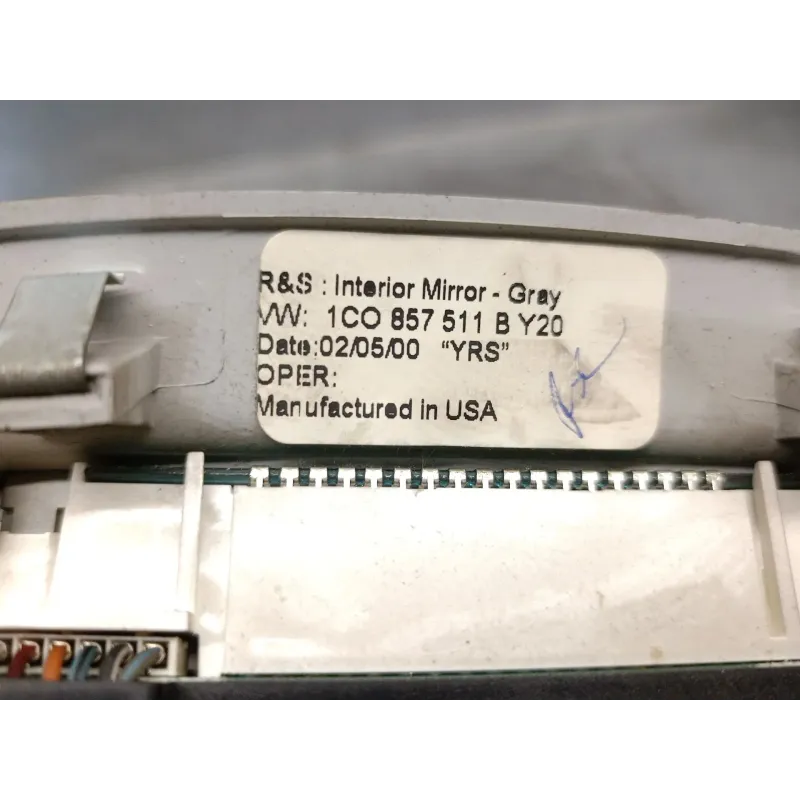 R&S : Interior Mirror - Gray
VW: 1CO 857 511 B Y20
Date:02/05/00 "YRS"
OPER:
Manufactured in USA